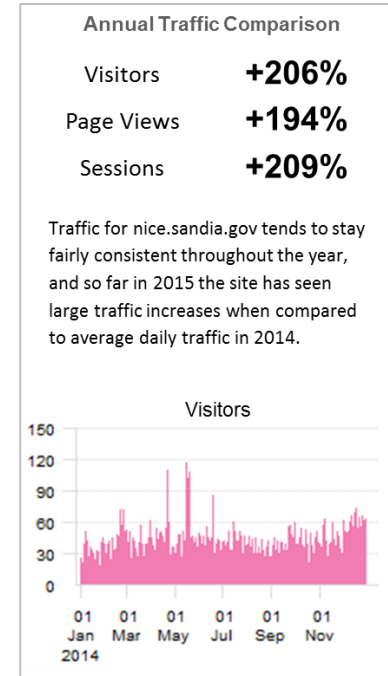 Annual Traffic Comparison
Visitors +206%
Page Views +194%
Sessions +209%
Traffic for nice.sandia.gov tends to stay
fairly consistent throughout the year,
and so far in 2015 the site has seen
large traffic increases when compared
to average daily traffic in 2014.
Visitors
150
120
90
60
30
0
01 01 01 01 01 01
Jan Mar May Jul Sep Nov
2014